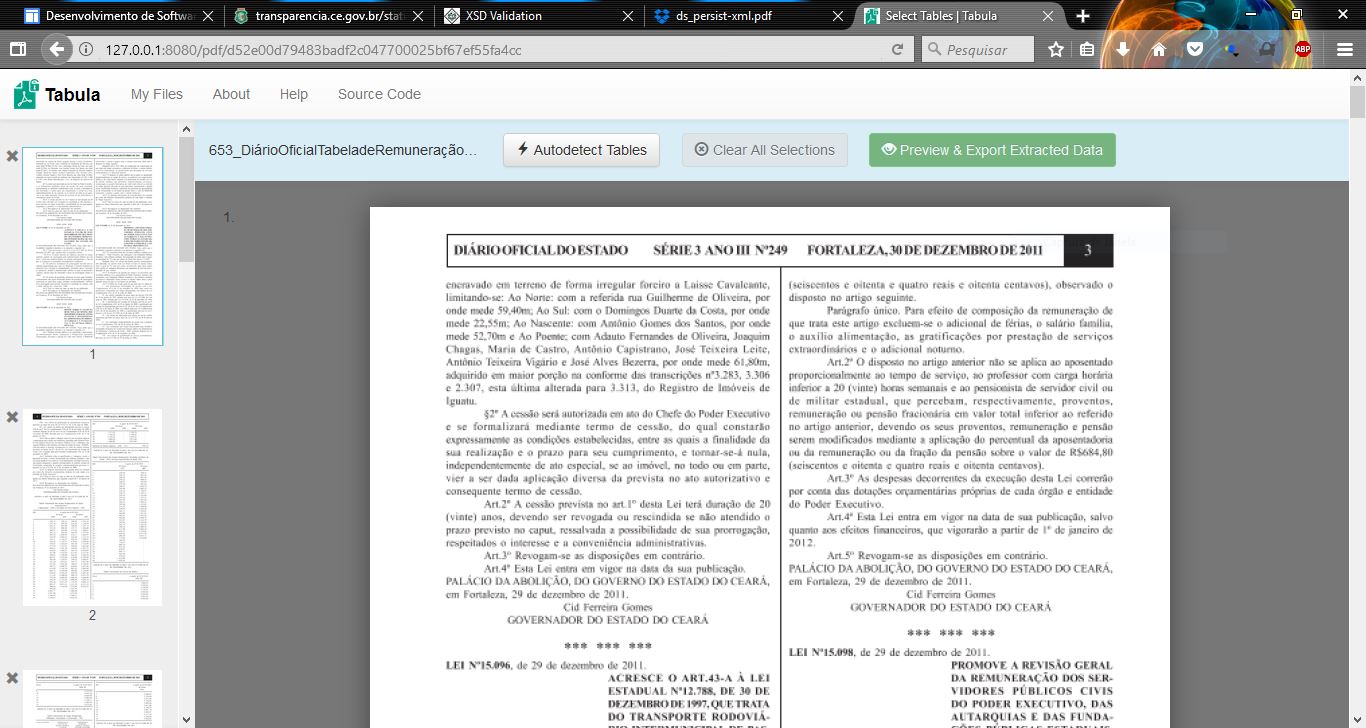 Desenvolvimento de Softwa
transparencia.ce.gov.br/stat
XSD Validation
ds_persist-xml.pdf
Select Tables | Tabula
127.0.0.1:8080/pdf/d52e00d79483badf2c047700025bf67ef55fa4cc
Pesquisar
ABP
Tabula
My Files
About
Help
Source Code
653_DiárioOficialTabeladeRemuneração...
Autodetect Tables
Clear All Selections
Preview & Export Extracted Data
1
2
1.
DIÁRIO OFICIAL DO ESTADO SÉRIE 3 ANO III Nº249 FORTALEZA, 30 DE DEZEMBRO DE 2011 3
encravado em terreno de forma irregular foreiro a Laisse Cavalcante,
limitando-se: Ao Norte: com a referida rua Guilherme de Oliveira, por
onde mede 59,40m; Ao Sul: com o Domingos Duarte da Costa, por onde
mede 22,55m; Ao Nascente: com Antônio Gomes dos Santos, por onde
mede 52,70m e Ao Poente; com Adauto Fernandes de Oliveira, Joaquim
Chagas, Maria de Castro, Antônio Capistrano, José Teixeira Leite,
Antônio Teixeira Vigário e José Alves Bezerra, por onde mede 61,80m,
adquirido em maior porção na conforme das transcrições nº3.283, 3.306
e 2.307, esta última alterada para 3.313, do Registro de Imóveis de
Iguatu.
§2º A cessão será autorizada em ato do Chefe do Poder Executivo
e se formalizará mediante termo de cessão, do qual constarão
expressamente as condições estabelecidas, entre as quais a finalidade da
sua realização e o prazo para seu cumprimento, e tornar-se-á nula,
independentemente de ato especial, se ao imóvel, no todo ou em parte,
vier a ser dada aplicação diversa da prevista no ato autorizativo e
consequente termo de cessão.
Art.2º A cessão prevista no art.1º desta Lei terá duração de 20
(vinte) anos, devendo ser revogada ou rescindida se não atendido o
prazo previsto no caput, ressalvada a possibilidade de sua prorrogação,
respeitados o interesse e a conveniência administrativas.
Art.3º Revogam-se as disposições em contrário.
Art.4º Esta Lei entra em vigor na data da sua publicação.
PALÁCIO DA ABOLIÇÃO, DO GOVERNO DO ESTADO DO CEARÁ,
em Fortaleza, 29 de dezembro de 2011.
Cid Ferreira Gomes
GOVERNADOR DO ESTADO DO CEARÁ
*** *** ***
LEI Nº15.096, de 29 de dezembro de 2011.
ACRESCE O ART.43-A À LEI
ESTADUAL Nº12.788, DE 30 DE
DEZEMBRO DE 1997, QUE TRATA
DO TRANSPORTE RODOVIÁ-
(seiscentos e oitenta e quatro reais e oitenta centavos), observado o
disposto no artigo seguinte.
Parágrafo único. Para efeito de composição da remuneração de
que trata este artigo excluem-se o adicional de férias, o salário família,
o auxílio alimentação, as gratificações por prestação de serviços
extraordinários e o adicional noturno.
Art.2º O disposto no artigo anterior não se aplica ao aposentado
proporcionalmente ao tempo de serviço, ao professor com carga horária
inferior a 20 (vinte) horas semanais e ao pensionista de servidor civil ou
de militar estadual, que percebam, respectivamente, proventos,
remuneração ou pensão fracionária em valor total inferior ao referido
no artigo anterior, devendo os seus proventos, remuneração e pensão
serem modificados mediante a aplicação do percentual da aposentadoria
ou da remuneração ou da fração da pensão sobre o valor de R$684,80
(seiscentos e oitenta e quatro reais e oitenta centavos).
Art.3º As despesas decorrentes da execução desta Lei correrão
por conta das dotações orçamentárias próprias de cada órgão e entidade
do Poder Executivo.
Art.4º Esta Lei entra em vigor na data de sua publicação, salvo
quanto aos efeitos financeiros, que vigorarão a partir de 1º de janeiro de
2012.
Art.5º Revogam-se as disposições em contrário.
PALÁCIO DA ABOLIÇÃO, DO GOVERNO DO ESTADO DO CEARÁ,
em Fortaleza, 29 de dezembro de 2011.
Cid Ferreira Gomes
GOVERNADOR DO ESTADO DO CEARÁ
*** *** ***
LEI Nº15.098, de 29 de dezembro de 2011.
PROMOVE A REVISÃO GERAL
DA REMUNERAÇÃO DOS SER-
VIDORES PÚBLICOS CIVIS
DO PODER EXECUTIVO, DAS
AUTARQUIAS E DAS FUNDA-